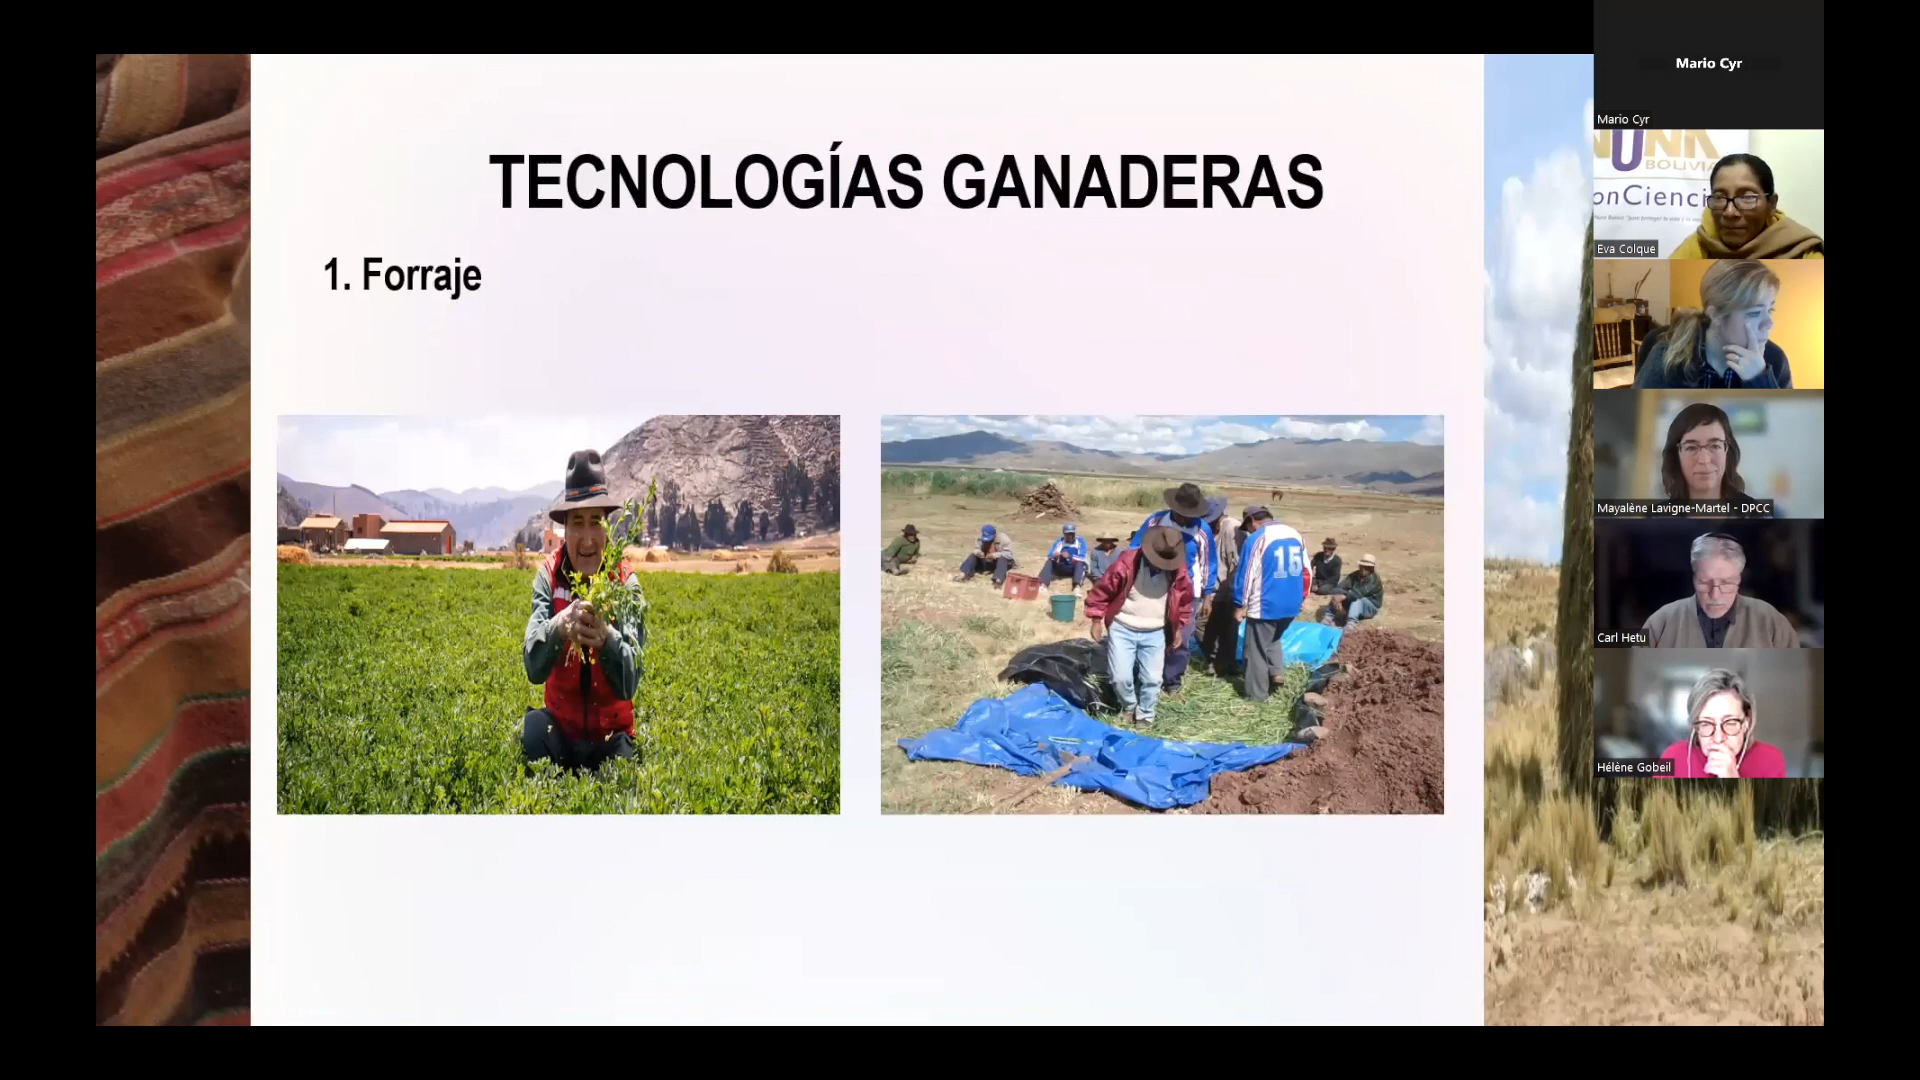 TECNOLOGÍAS GANADERAS
1. Forraje
15
Mario Cyr
Mario Cyr
NUNA
BOLIVIA
onCienci
Eva Colque
Mayalène Lavigne-Martel - DPCC
Carl Hetu
Hélène Gobeil